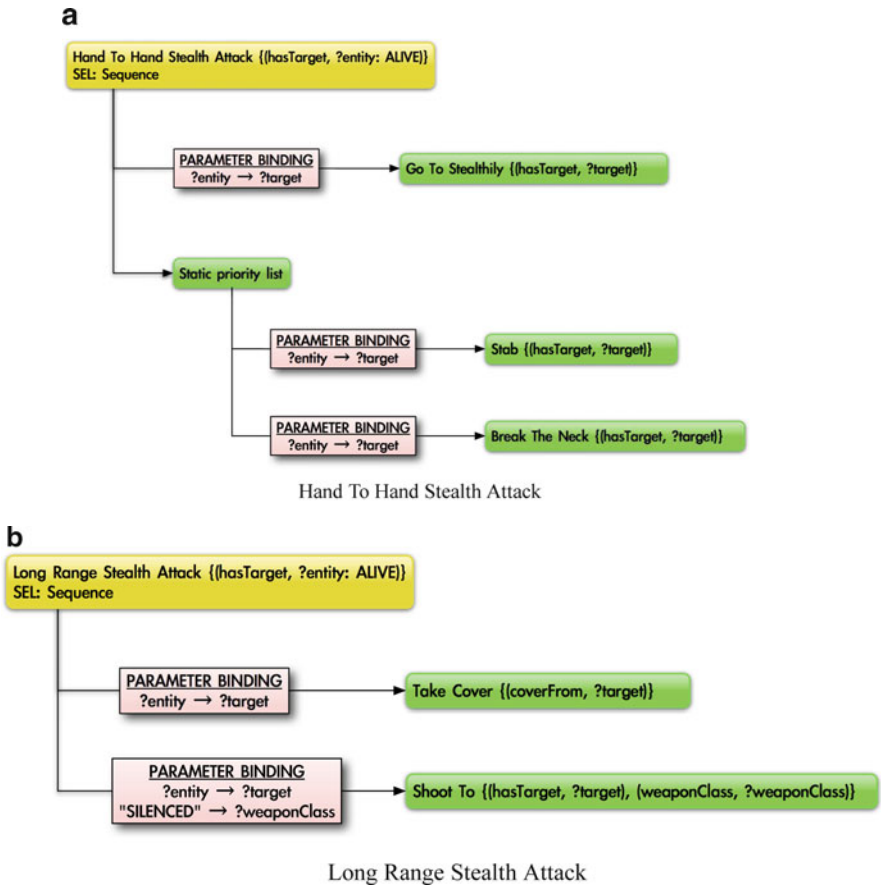 a
Hand To Hand Stealth Attack {(hasTarget, ?entity: ALIVE)}
SEL: Sequence
PARAMETER BINDING
?entity → ?target
Go To Stealthily {(hasTarget, ?target)}
Static priority list
PARAMETER BINDING
?entity → ?target
Stab {(hasTarget, ?target)}
PARAMETER BINDING
?entity → ?target
Break The Neck {(hasTarget, ?target)}
Hand To Hand Stealth Attack
b
Long Range Stealth Attack {(hasTarget, ?entity: ALIVE)}
SEL: Sequence
PARAMETER BINDING
?entity → ?target
Take Cover {(coverFrom, ?target)}
PARAMETER BINDING
?entity → ?target
"SILENCED" → ?weaponClass
Shoot To {(hasTarget, ?target), (weaponClass, ?weaponClass)}
Long Range Stealth Attack